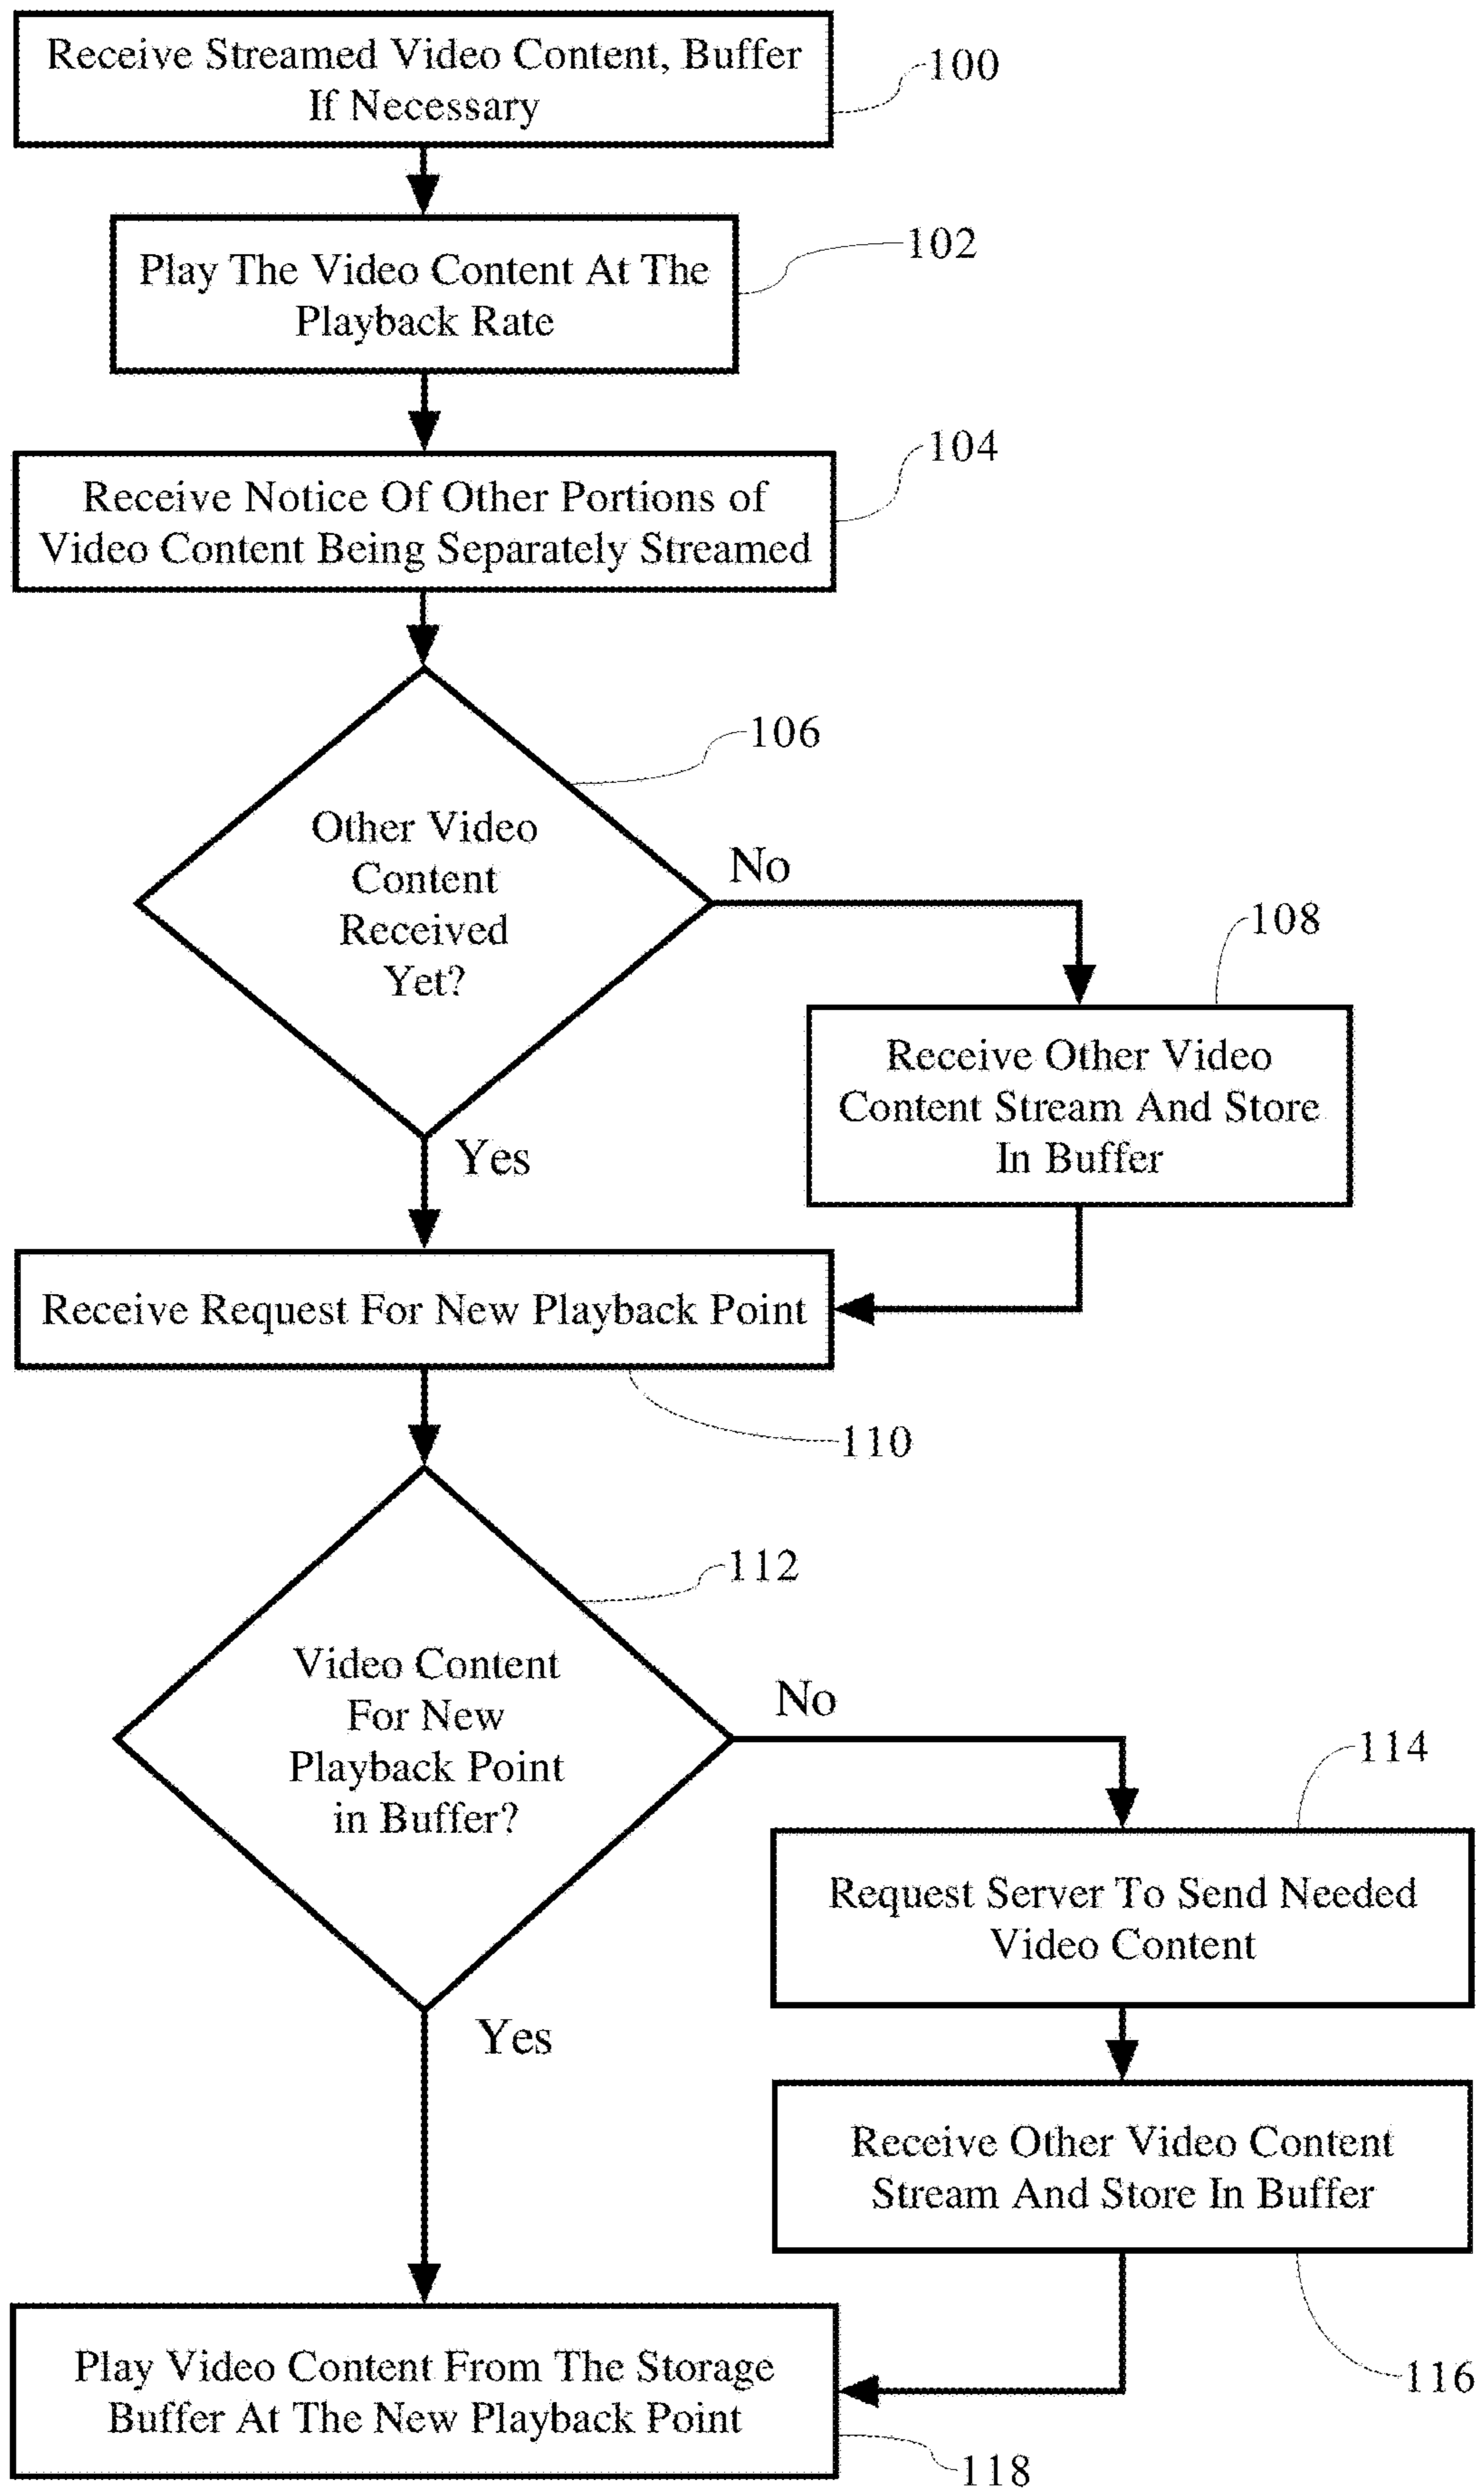 Receive Streamed Video Content, Buffer
If Necessary
100
Play The Video Content At The
Playback Rate
102
Receive Notice Of Other Portions of
Video Content Being Separately Streamed
104
Other Video
Content
Received
Yet?
106
No
Yes
108
Receive Other Video
Content Stream And Store
In Buffer
Receive Request For New Playback Point
110
Video Content
For New
Playback Point
in Buffer?
112
No
Yes
114
Request Server To Send Needed
Video Content
Receive Other Video Content
Stream And Store In Buffer
116
Play Video Content From The Storage
Buffer At The New Playback Point
118